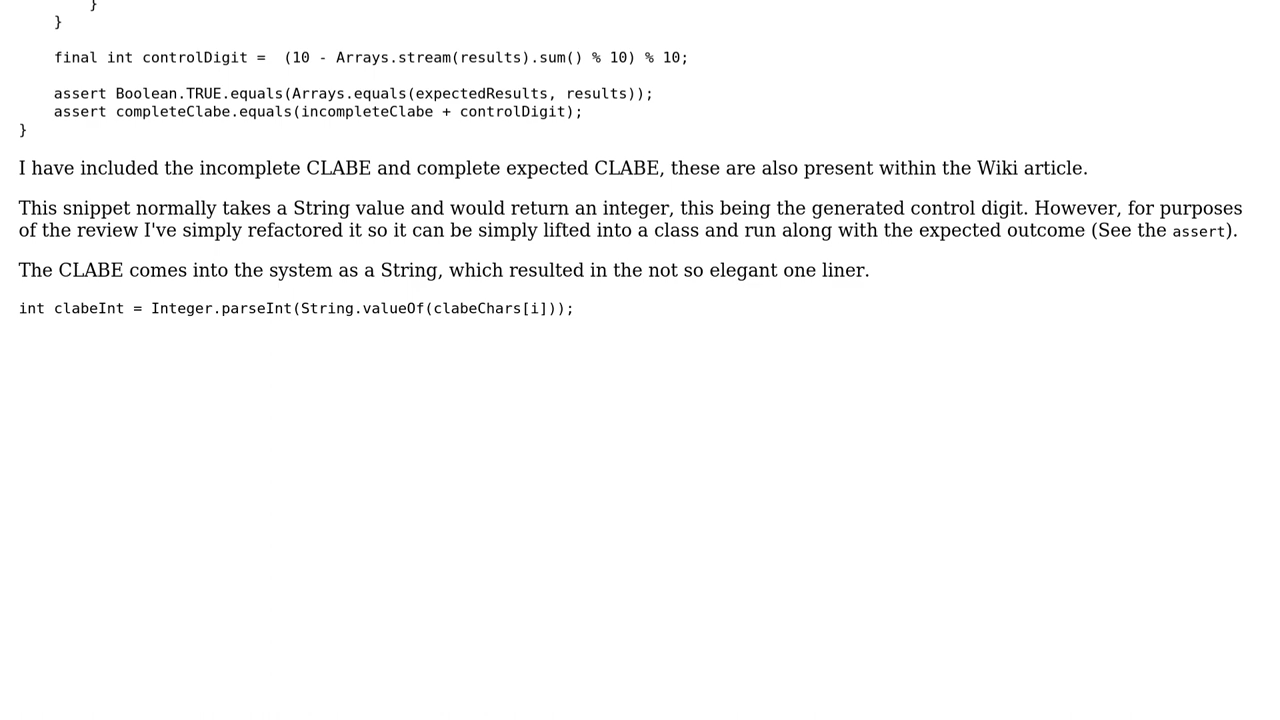 }
    }

    final int controlDigit =  (10 - Arrays.stream(results).sum() % 10) % 10;

    assert Boolean.TRUE.equals(Arrays.equals(expectedResults, results));
    assert completeClabe.equals(incompleteClabe + controlDigit);
}
I have included the incomplete CLABE and complete expected CLABE, these are also present within the Wiki article.
This snippet normally takes a String value and would return an integer, this being the generated control digit. However, for purposes
of the review I've simply refactored it so it can be simply lifted into a class and run along with the expected outcome (See the assert).
The CLABE comes into the system as a String, which resulted in the not so elegant one liner.
int clabeInt = Integer.parseInt(String.valueOf(clabeChars[i]));